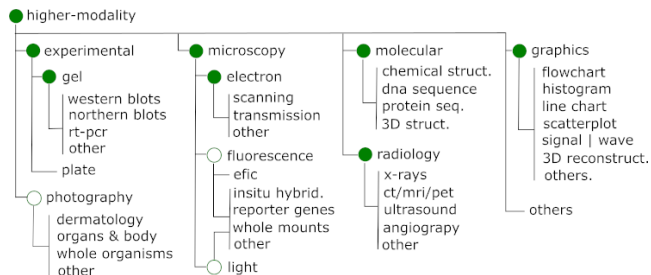 higher-modality
experimental
gel
western blots
northern blots
rt-pcr
other
plate
photography
dermatology
organs & body
whole organisms
other
microscopy
electron
scanning
transmission
other
fluorescence
efic
insitu hybrid.
reporter genes
whole mounts
other
light
molecular
chemical struct.
dna sequence
protein seq.
3D struct.
radiology
x-rays
ct/mri/pet
ultrasound
angiograpy
other
graphics
flowchart
histogram
line chart
scatterplot
signal | wave
3D reconstruct.
others.
others